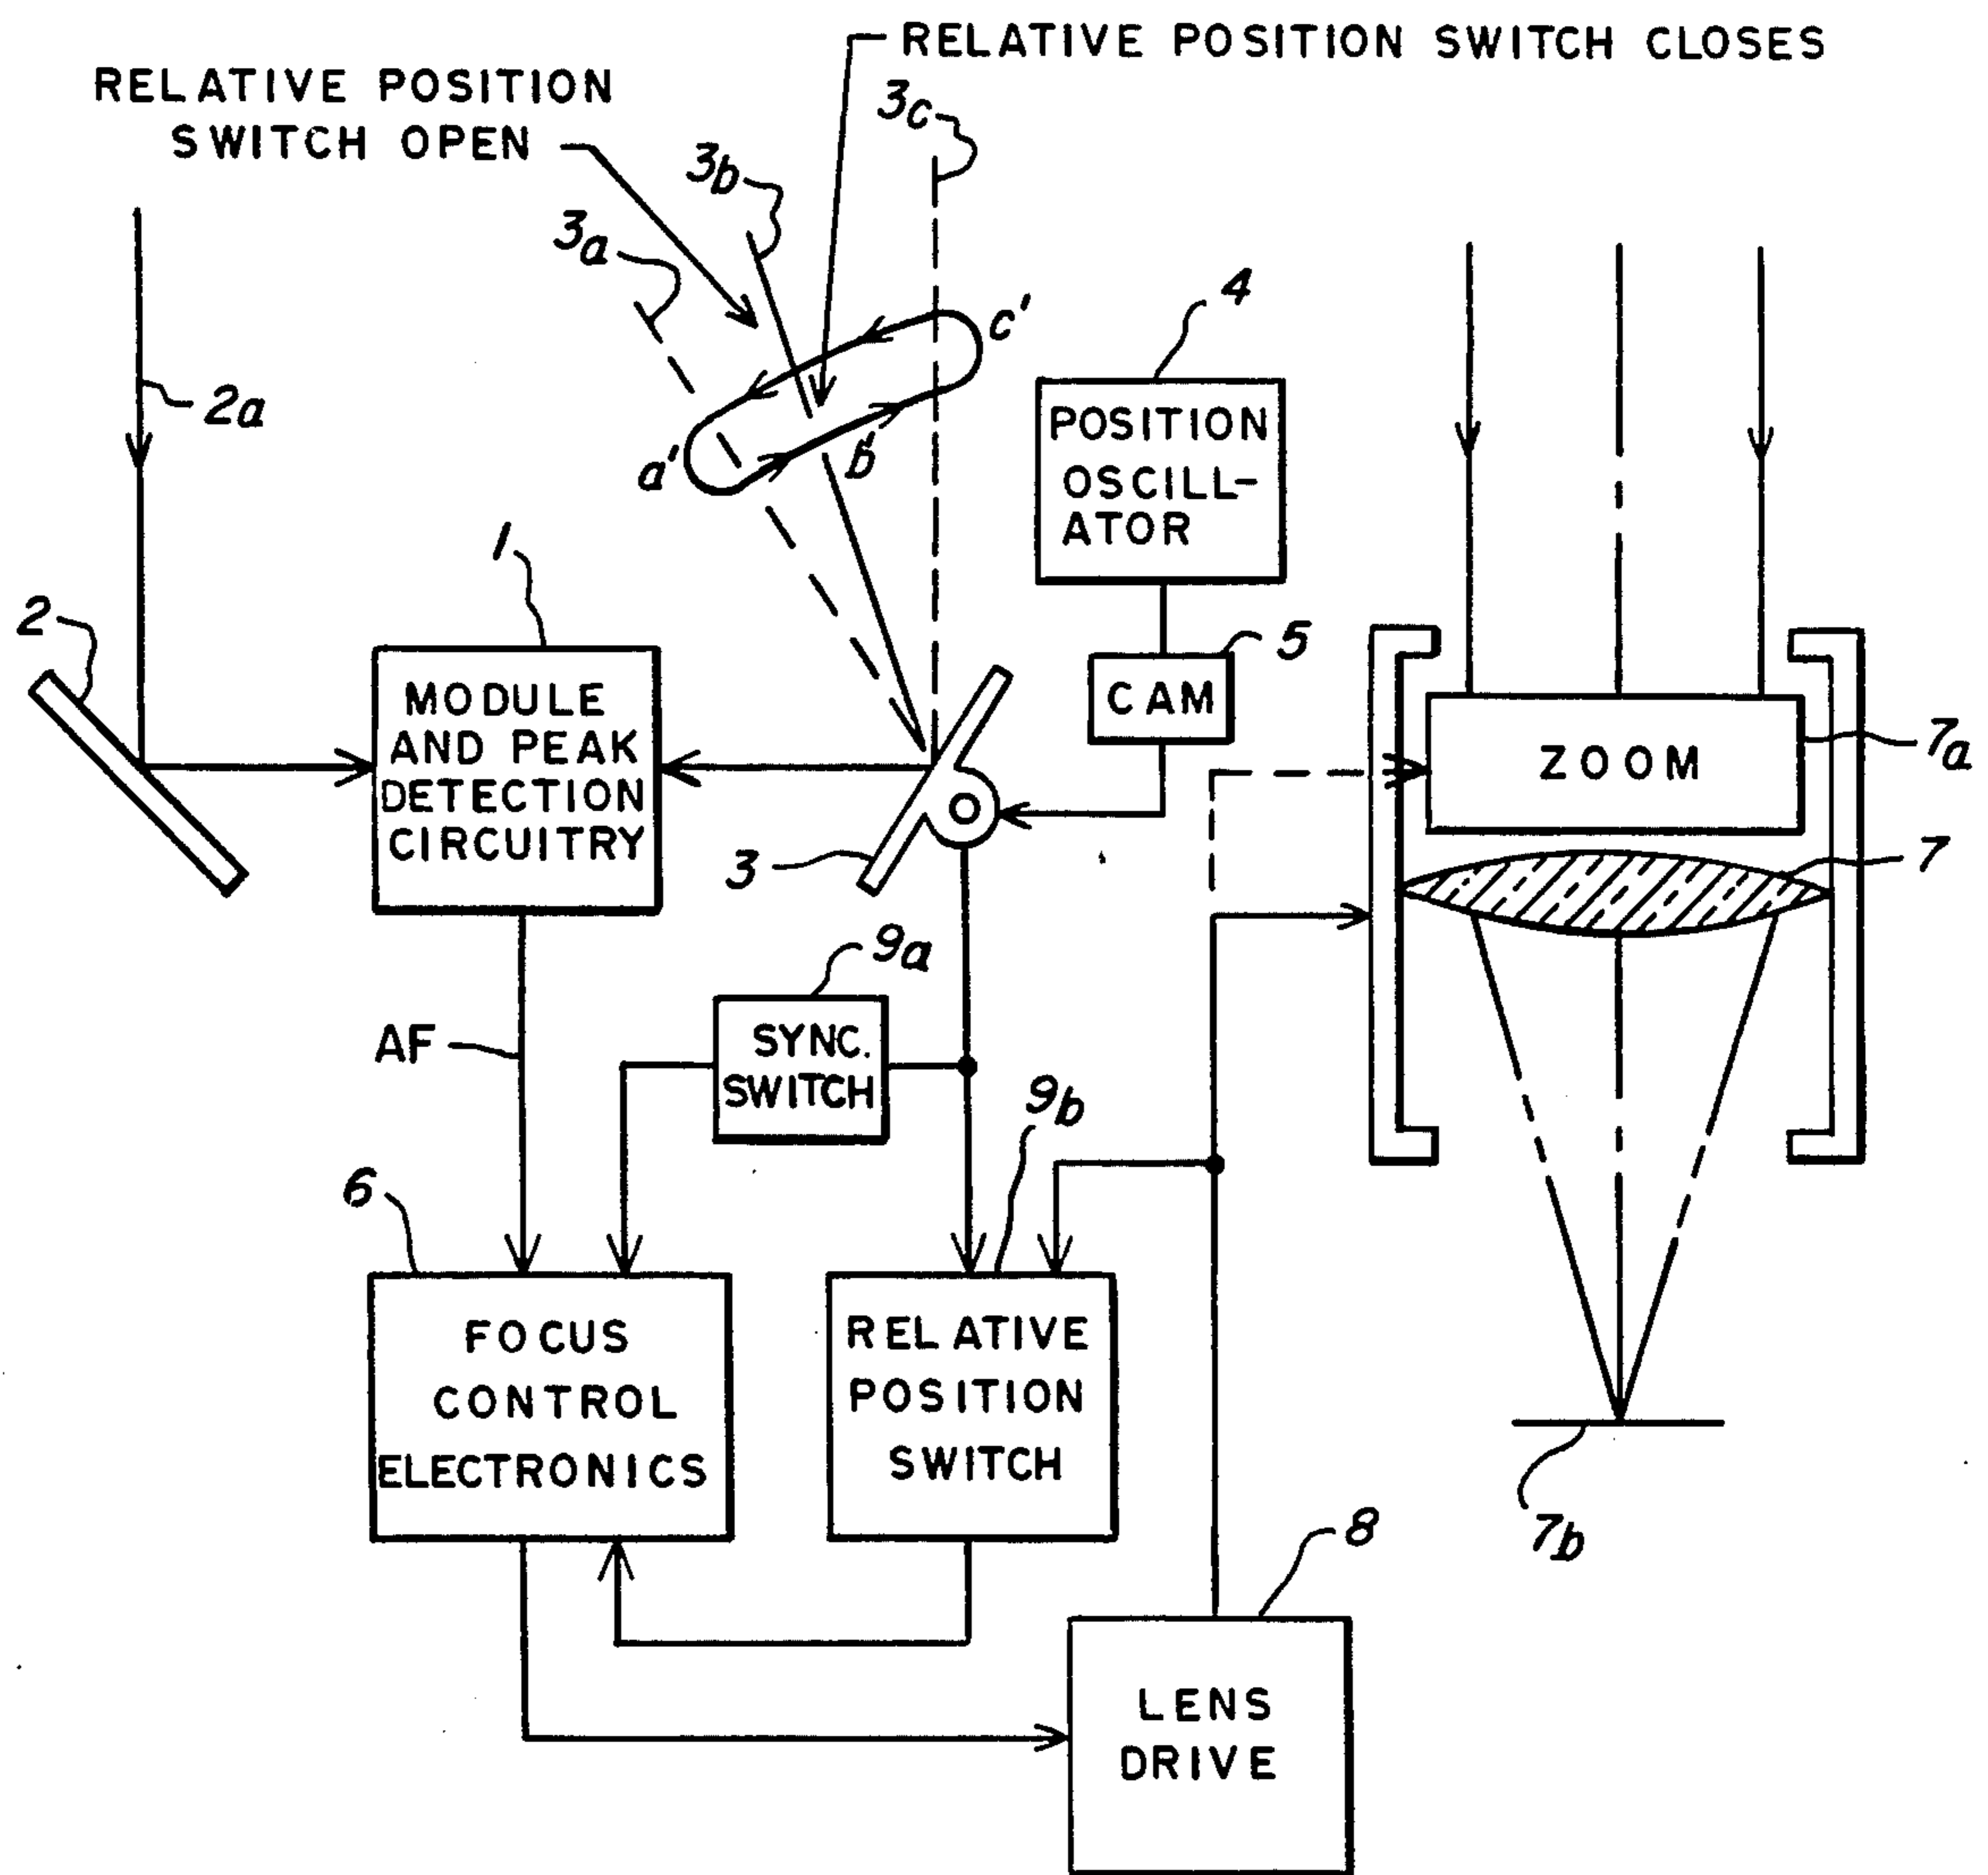 RELATIVE POSITION SWITCH CLOSES
RELATIVE POSITION
SWITCH OPEN
3c
3b
3a
4
2a
c'
a'
b'
POSITION
OSCILL-
ATOR
1
2
5
MODULE
AND PEAK
DETECTION
CIRCUITRY
CAM
ZOOM
7a
3
7
9a
AF
SYNC.
SWITCH
9b
6
FOCUS
CONTROL
ELECTRONICS
RELATIVE
POSITION
SWITCH
7b
8
LENS
DRIVE